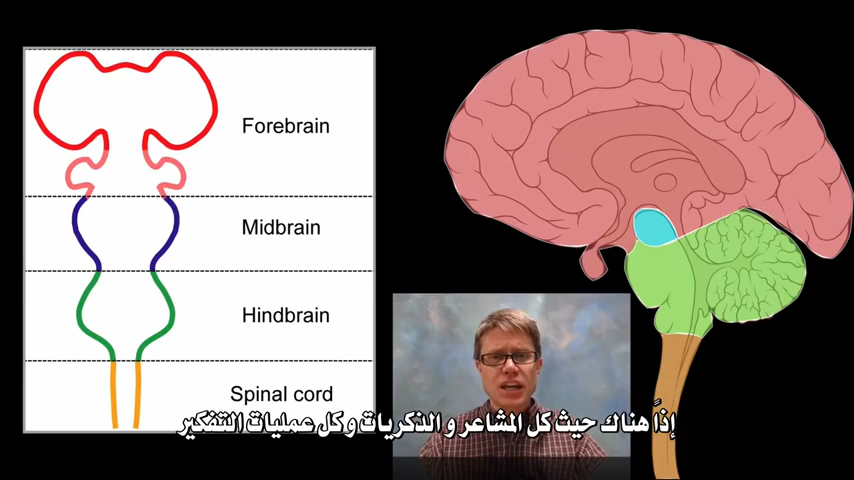 Forebrain
Midbrain
Hindbrain
Spinal cord
إذاً هناك حيث كل المشاعر و الذكريات وكل عمليات التفكير